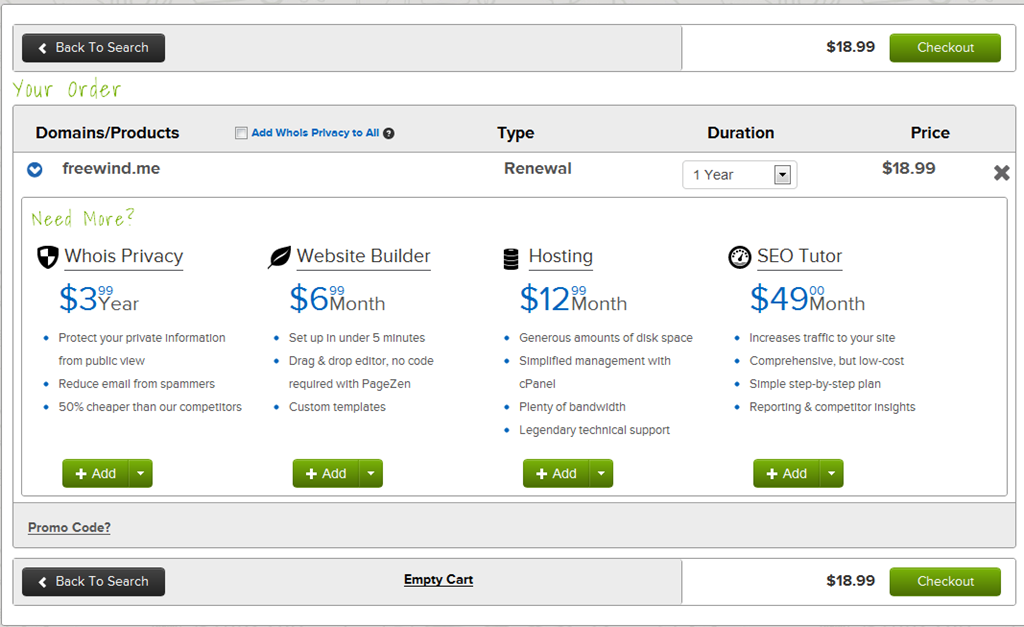 Back To Search
$18.99
Checkout
Your Order
Domains/Products
Add WhoIs Privacy to All ?
Type
Duration
Price
freewind.me
Renewal
1 Year
$18.99
Need More?
Whois Privacy
$3 99 Year
Protect your private information
from public view
Reduce email from spammers
50% cheaper than our competitors
Add
Website Builder
$6 99 Month
Set up in under 5 minutes
Drag & drop editor, no code
required with PageZen
Custom templates
Add
Hosting
$12 99 Month
Generous amounts of disk space
Simplified management with
cPanel
Plenty of bandwidth
Legendary technical support
Add
SEO Tutor
$49 00 Month
Increases traffic to your site
Comprehensive, but low-cost
Simple step-by-step plan
Reporting & competitor insights
Add
Promo Code?
Back To Search
Empty Cart
$18.99
Checkout